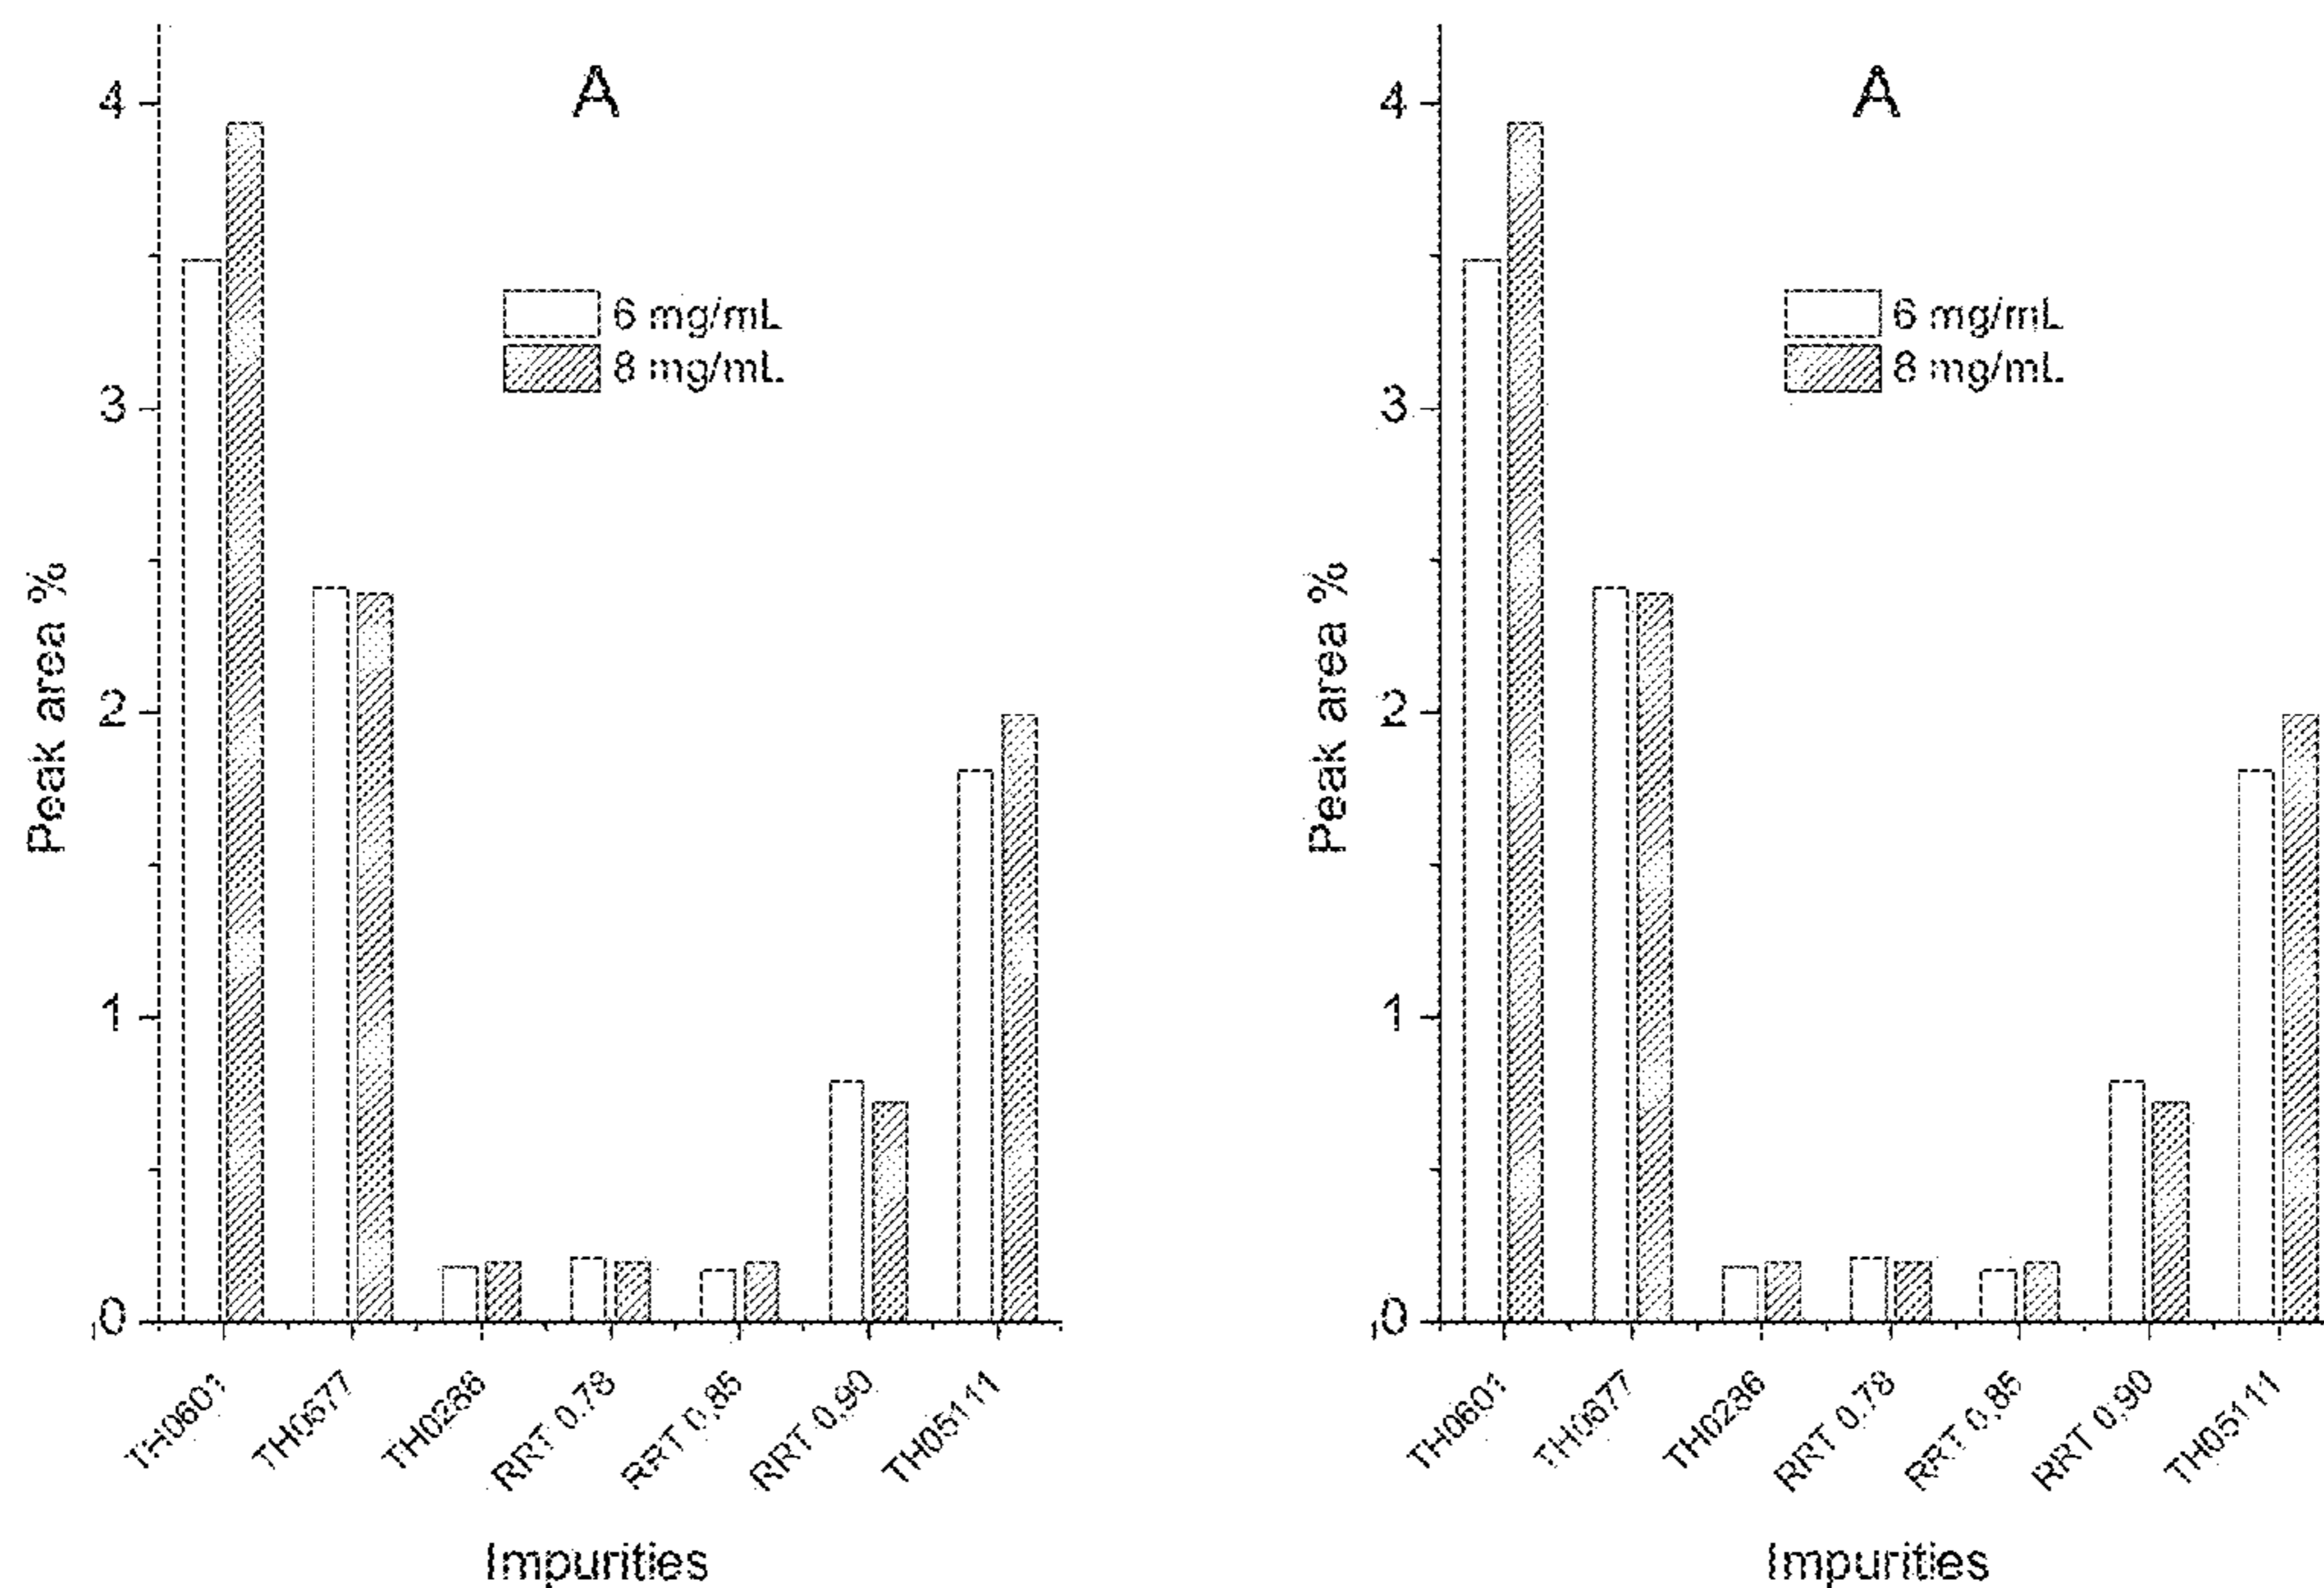 A
4
3
2
1
0
Peak area %
6 mg/mL
8 mg/mL
TH0601
TH0677
TH0286
RRT 0.78
RRT 0.85
RRT 0.90
TH05111
Impurities
A
4
3
2
1
0
Peak area %
6 mg/mL
8 mg/mL
TH0601
TH0677
TH0286
RRT 0.78
RRT 0.85
RRT 0.90
TH05111
Impurities